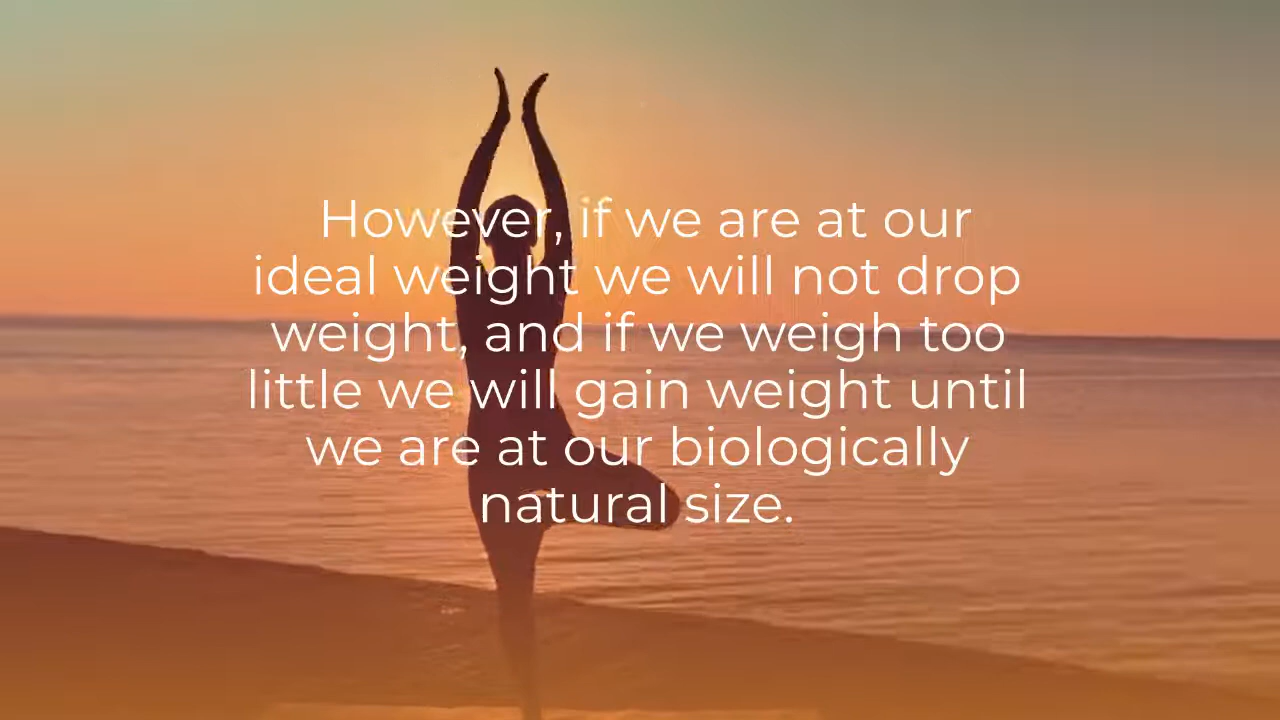 However, if we are at our
ideal weight we will not drop
weight, and if we weigh too
little we will gain weight until
we are at our biologically
natural size.